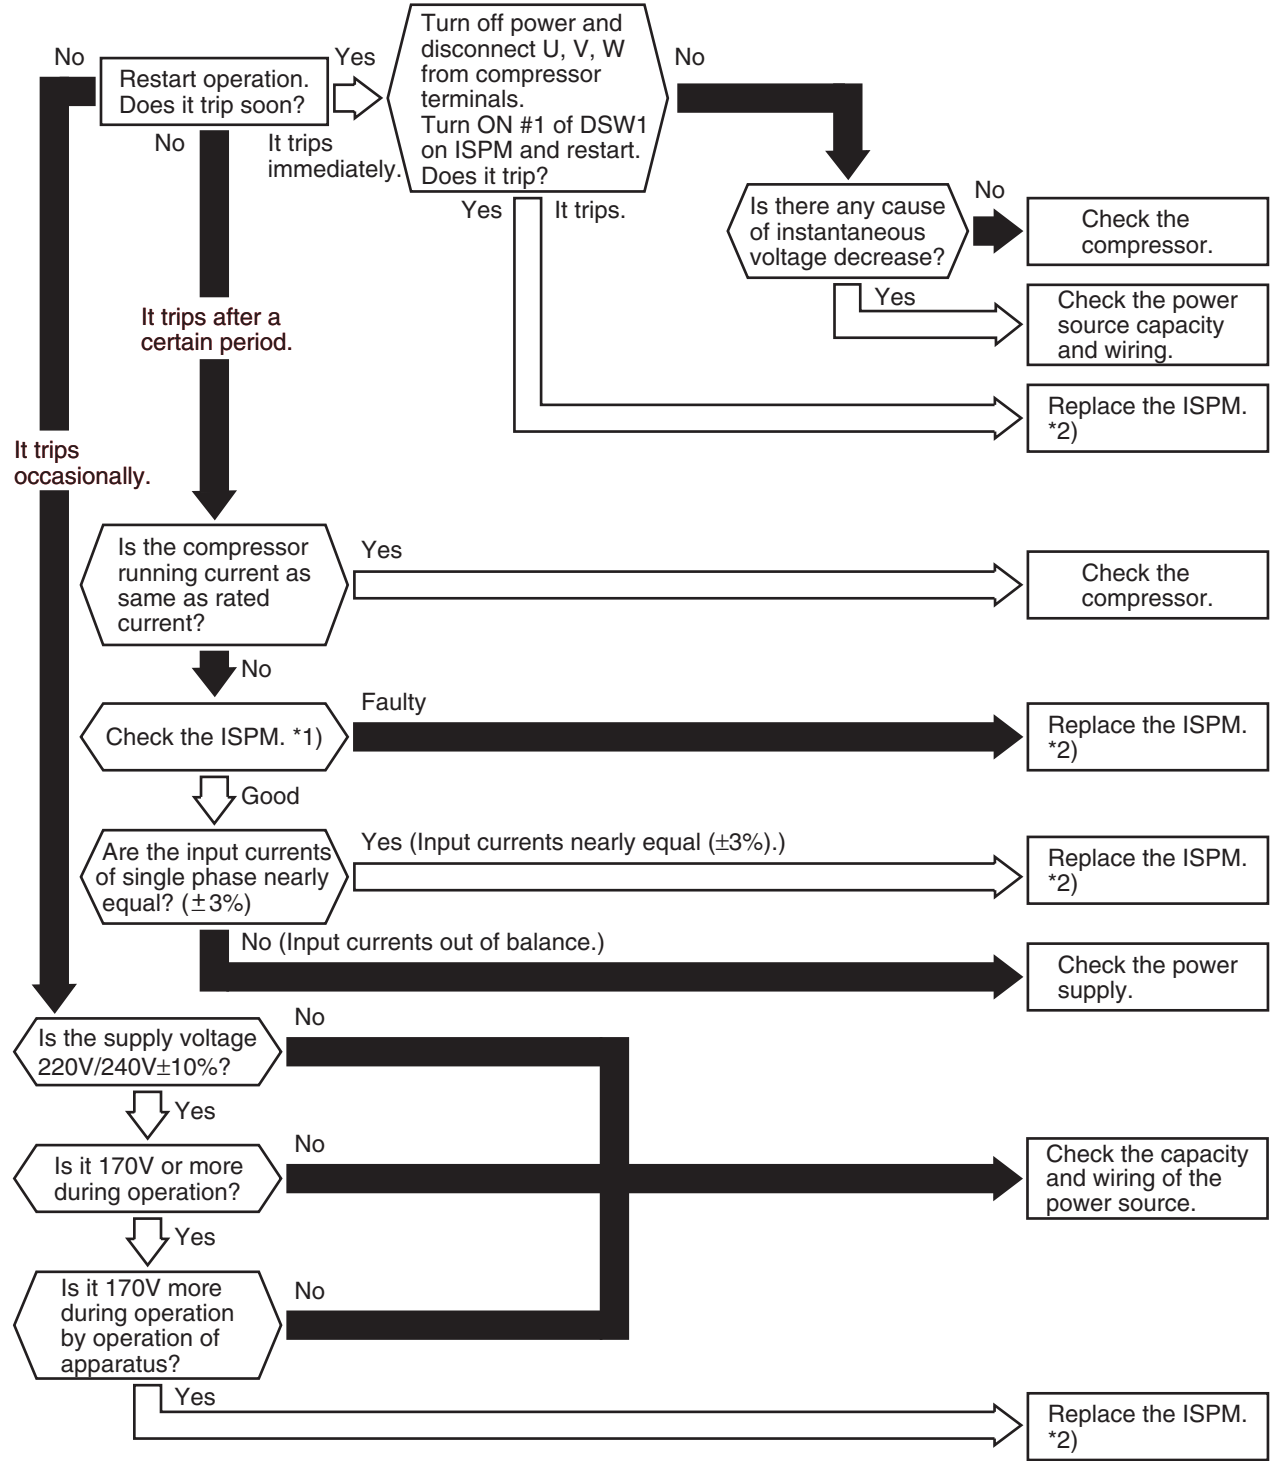 No
Restart operation.
Does it trip soon?
Yes
Turn off power and
disconnect U, V, W
from compressor
terminals.
Turn ON #1 of DSW1
on ISPM and restart.
Does it trip?
No
No
It trips
immediately.
Yes
It trips.
Is there any cause
of instantaneous
voltage decrease?
No
Check the
compressor.
Yes
Check the power
source capacity
and wiring.
Replace the ISPM.
*2)
It trips after a
certain period.
It trips
occasionally.
Is the compressor
running current as
same as rated
current?
Yes
Check the
compressor.
No
Check the ISPM. *1)
Faulty
Replace the ISPM.
*2)
Good
Are the input currents
of single phase nearly
equal? (±3%)
Yes (Input currents nearly equal (±3%).)
Replace the ISPM.
*2)
No (Input currents out of balance.)
Check the power
supply.
Is the supply voltage
220V/240V±10%?
No
Yes
Is it 170V or more
during operation?
No
Check the capacity
and wiring of the
power source.
Yes
Is it 170V more
during operation
by operation of
apparatus?
No
Yes
Replace the ISPM.
*2)